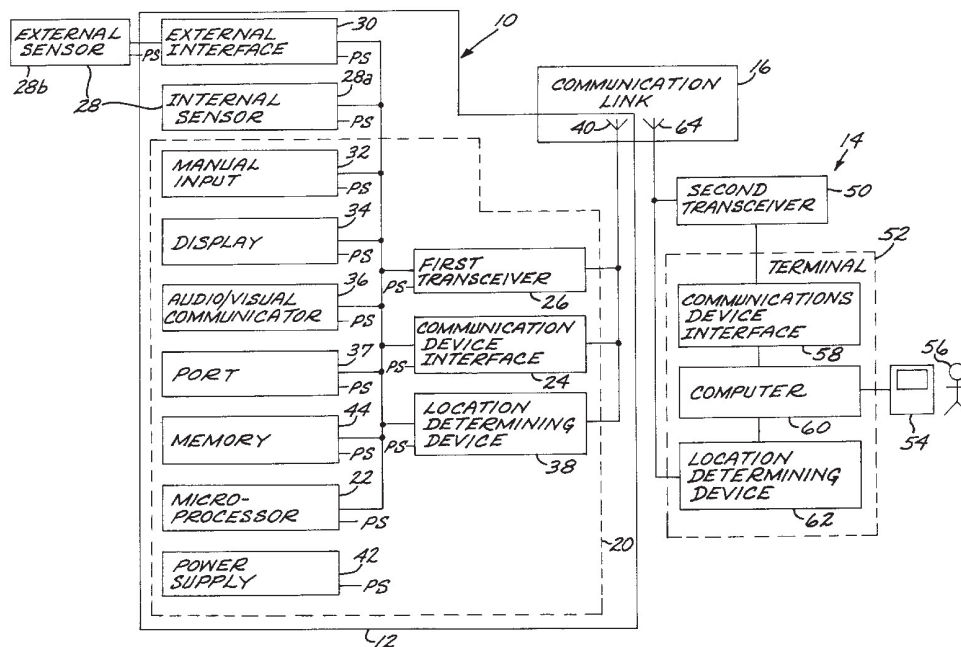 EXTERNAL
SENSOR
PS
28b
28
30
EXTERNAL
INTERFACE
PS
28a
INTERNAL
SENSOR
PS
32
MANUAL
INPUT
PS
34
DISPLAY
PS
36
AUDIO/VISUAL
COMMUNICATOR
PS
37
PORT
PS
44
MEMORY
PS
22
MICRO-
PROCESSOR
PS
42
POWER
SUPPLY
PS
12
20
FIRST
TRANSCEIVER
PS
26
COMMUNICATION
DEVICE
INTERFACE
PS
24
LOCATION
DETERMINING
DEVICE
PS
38
10
16
COMMUNICATION
LINK
40
64
14
SECOND
TRANSCEIVER
50
52
TERMINAL
COMMUNICATIONS
DEVICE
INTERFACE
58
COMPUTER
60
LOCATION
DETERMINING
DEVICE
62
54
56